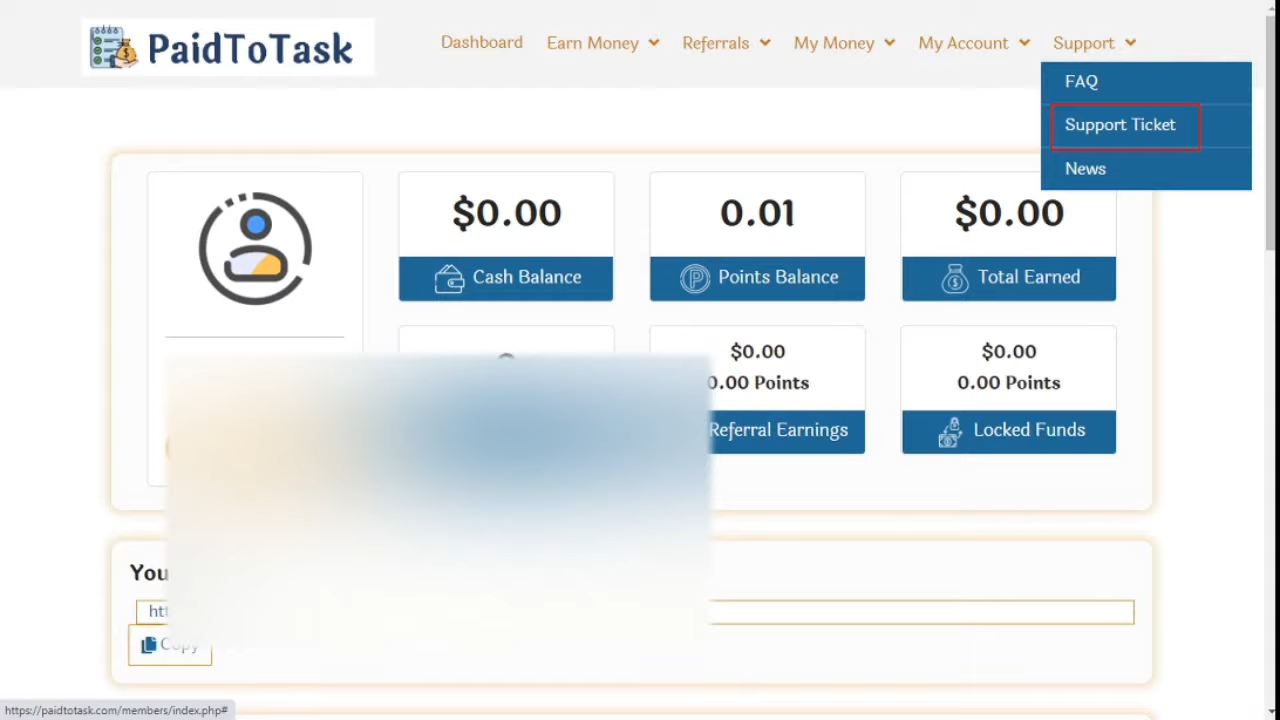 PaidToTask
Dashboard
Earn Money
Referrals
My Money
My Account
Support
FAQ
Support Ticket
News
$0.00
Cash Balance
0.01
Points Balance
$0.00
Total Earned
$0.00
0.00 Points
Referral Earnings
$0.00
0.00 Points
Locked Funds
Copy
https://paidtotask.com/members/index.php#